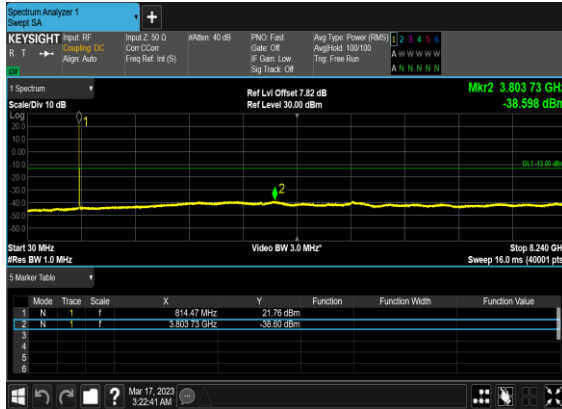 Spectrum Analyzer 1
Swept SA
+
KEYSIGHT Input: RF Input Z: 50 Ω #Atten: 40 dB PNO: Fast Avg Type: Power (RMS) 1 2 3 4 5 6
R T Coupling: DC Corr CCorr Gate: Off Avg|Hold: 100/100 A W W W W W
Align: Auto Freq Ref: Int (S) IF Gain: Low Trig: Free Run
LU Sig Track: Off A N N N N N
1 Spectrum Ref Lvl Offset 7.82 dB Mkr2 3.803 73 GHz
Scale/Div 10 dB Ref Level 30.00 dBm -38.598 dBm
Log
1
20.0
10.0
0.00
-10.0
DL1 -13.00 dBm
-20.0
-30.0
2
-40.0
-50.0
-60.0
Start 30 MHz Video BW 3.0 MHz* Stop 8.240 GHz
#Res BW 1.0 MHz Sweep 16.0 ms (40001 pts)
5 Marker Table
Mode Trace Scale X Y Function Function Width Function Value
1 N 1 f 814.47 MHz 21.76 dBm
2 N 1 f 3.803 73 GHz -38.60 dBm
3
4
5
6
? Mar 17, 2023
3:22:41 AM